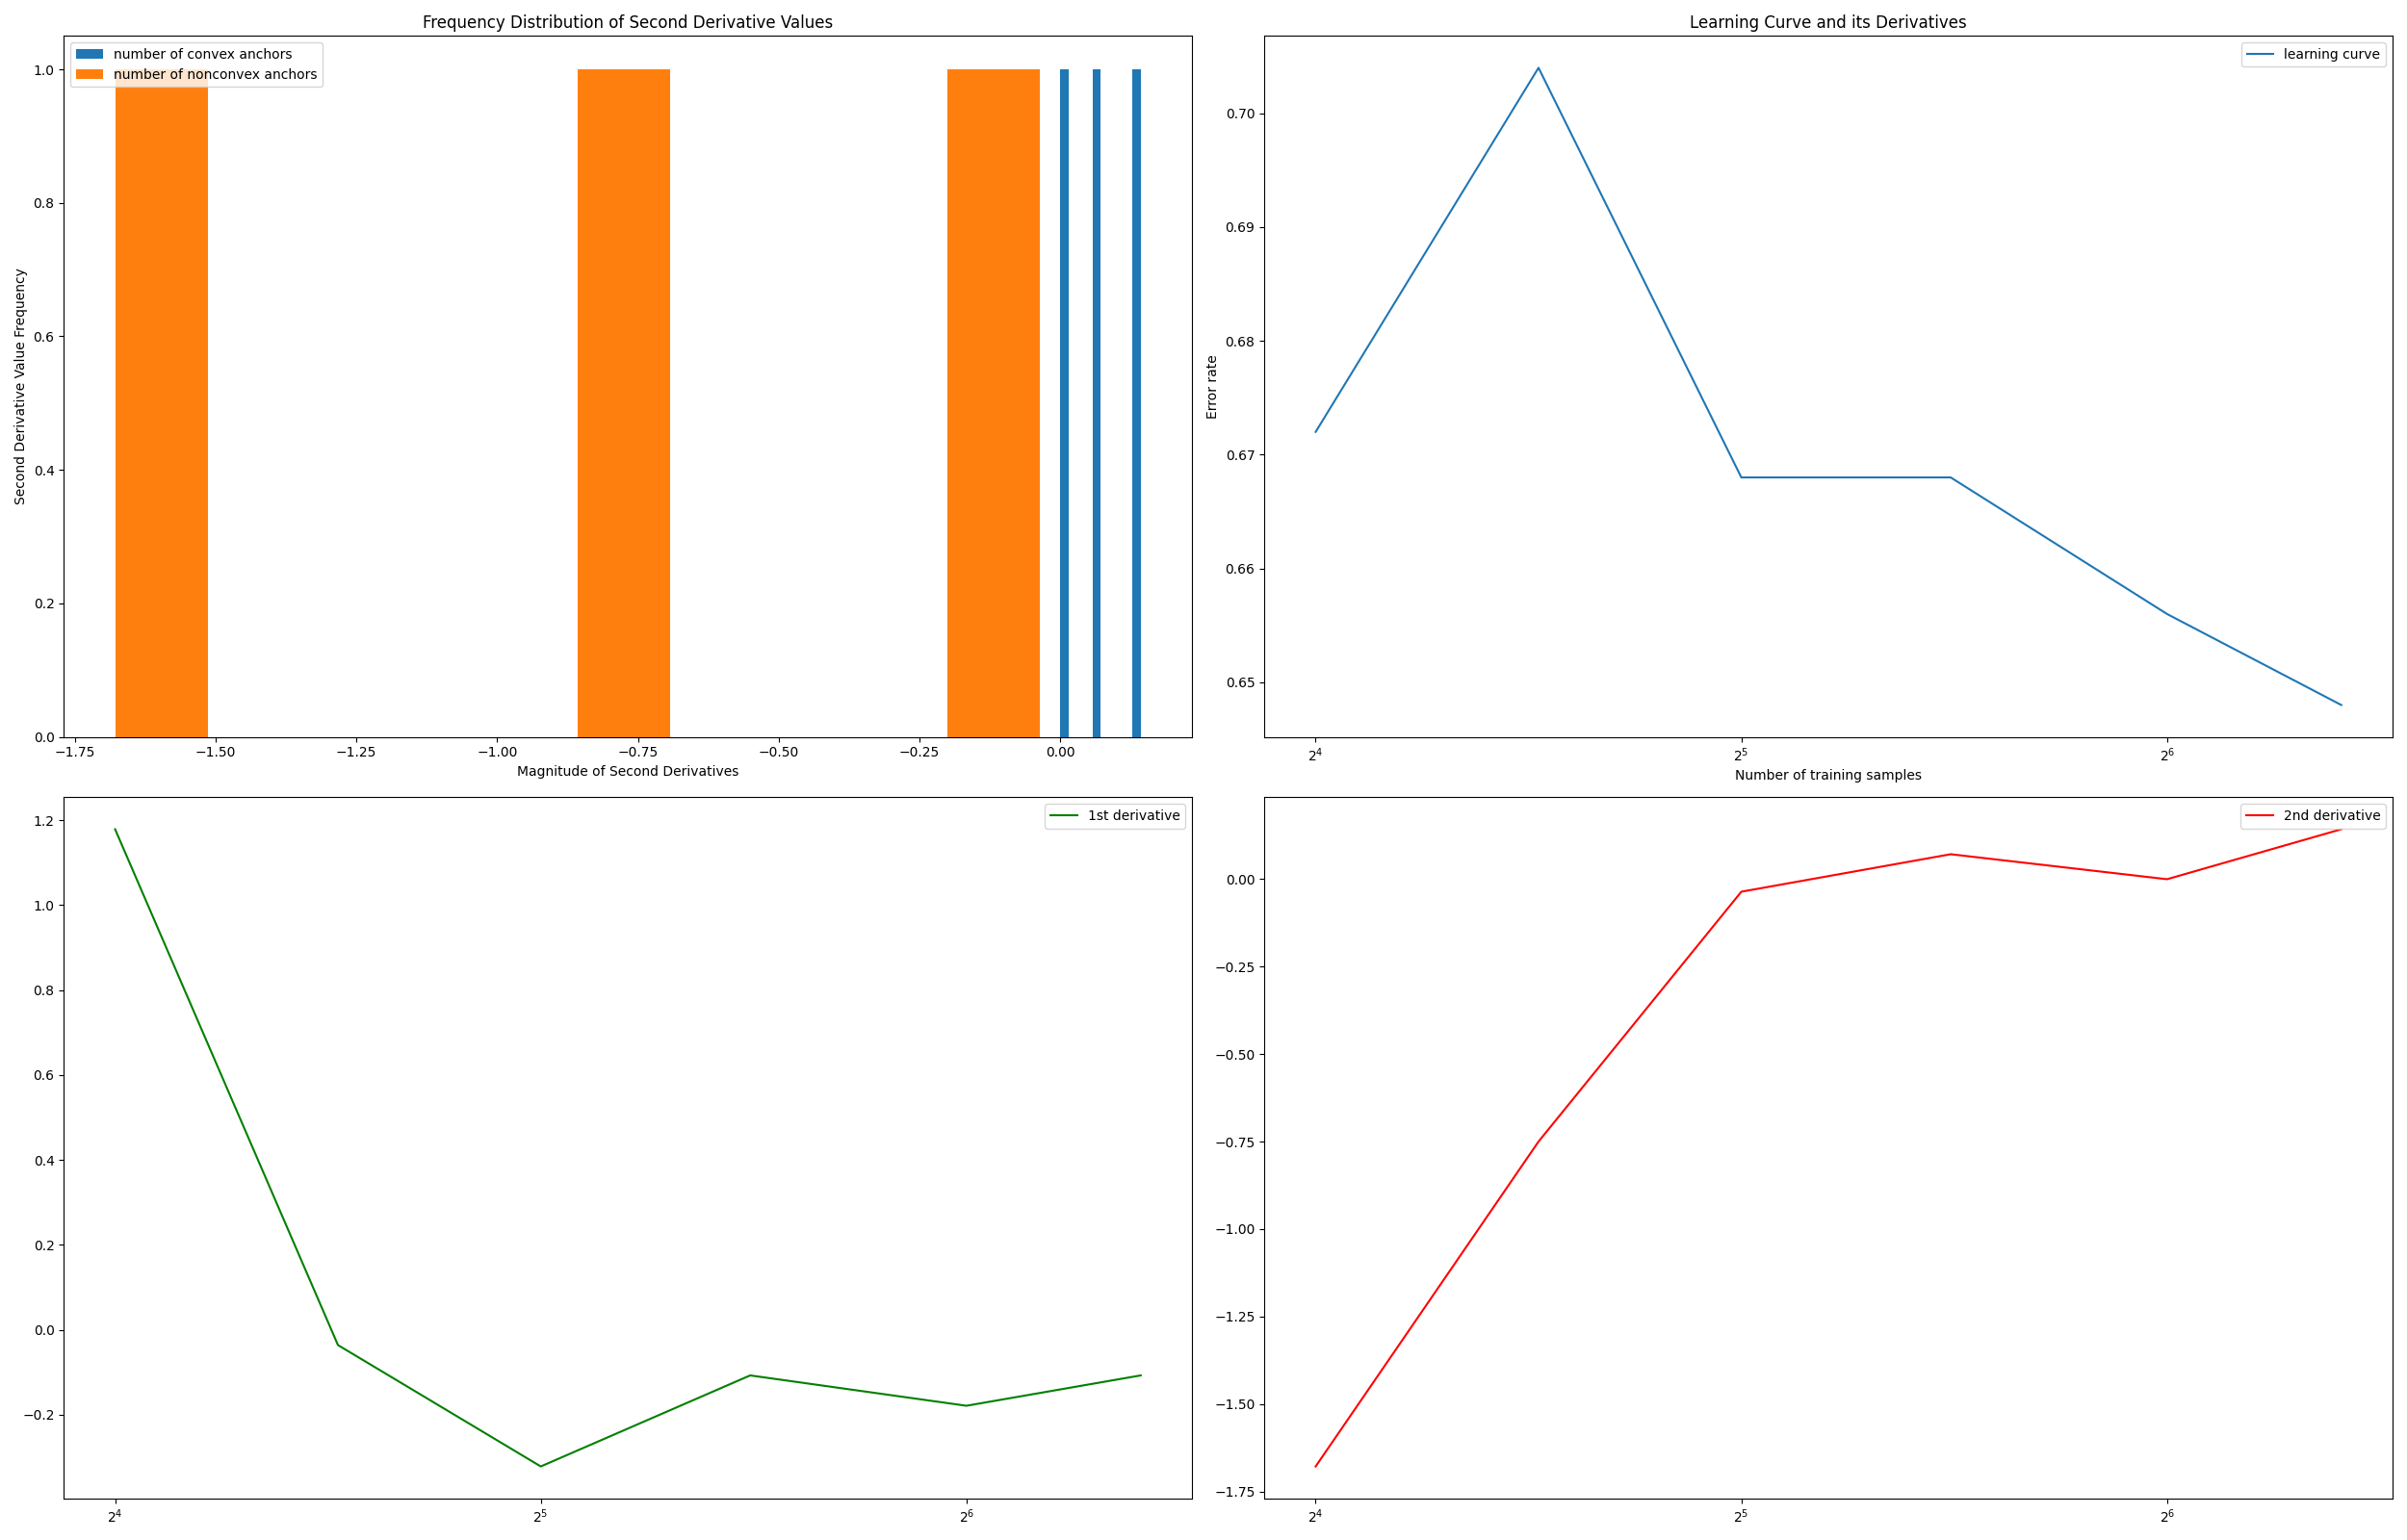 Frequency Distribution of Second Derivative Values
number of convex anchors
number of nonconvex anchors
1.0
0.8
0.6
0.4
0.2
0.0
Second Derivative Value Frequency
−1.75 −1.50 −1.25 −1.00 −0.75 −0.50 −0.25 0.00
Magnitude of Second Derivatives
Learning Curve and its Derivatives
learning curve
0.70
0.69
0.68
0.67
0.66
0.65
Error rate
2⁴ 2⁵ 2⁶
Number of training samples
1st derivative
1.2
1.0
0.8
0.6
0.4
0.2
0.0
−0.2
2⁴ 2⁵ 2⁶
2nd derivative
0.00
−0.25
−0.50
−0.75
−1.00
−1.25
−1.50
−1.75
2⁴ 2⁵ 2⁶